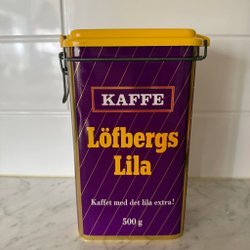 KAFFE
Löfbergs
Lila
Kaffet med det lila extra!
500 g